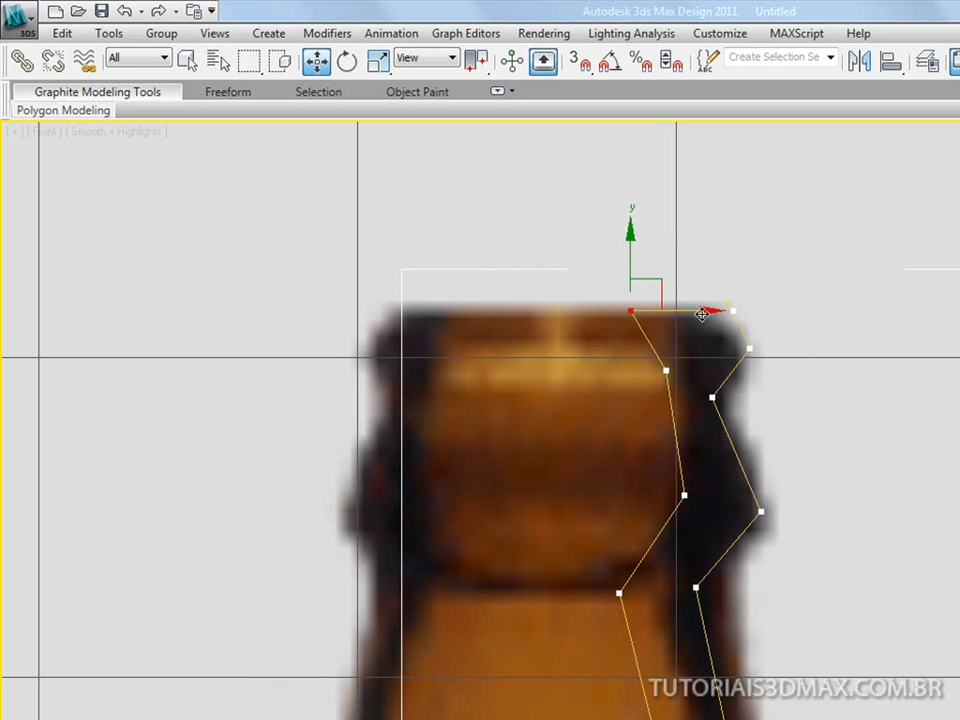 Autodesk 3ds Max Design 2011 Untitled
3DS
Edit Tools Group Views Create Modifiers Animation Graph Editors Rendering Lighting Analysis Customize MAXScript Help
All View 3 % ABC Create Selection Se
Graphite Modeling Tools Freeform Selection Object Paint
Polygon Modeling
[ + ] [ Front ] [ Smooth + Highlights ]
y
TUTORIAIS3DMAX.COM.BR